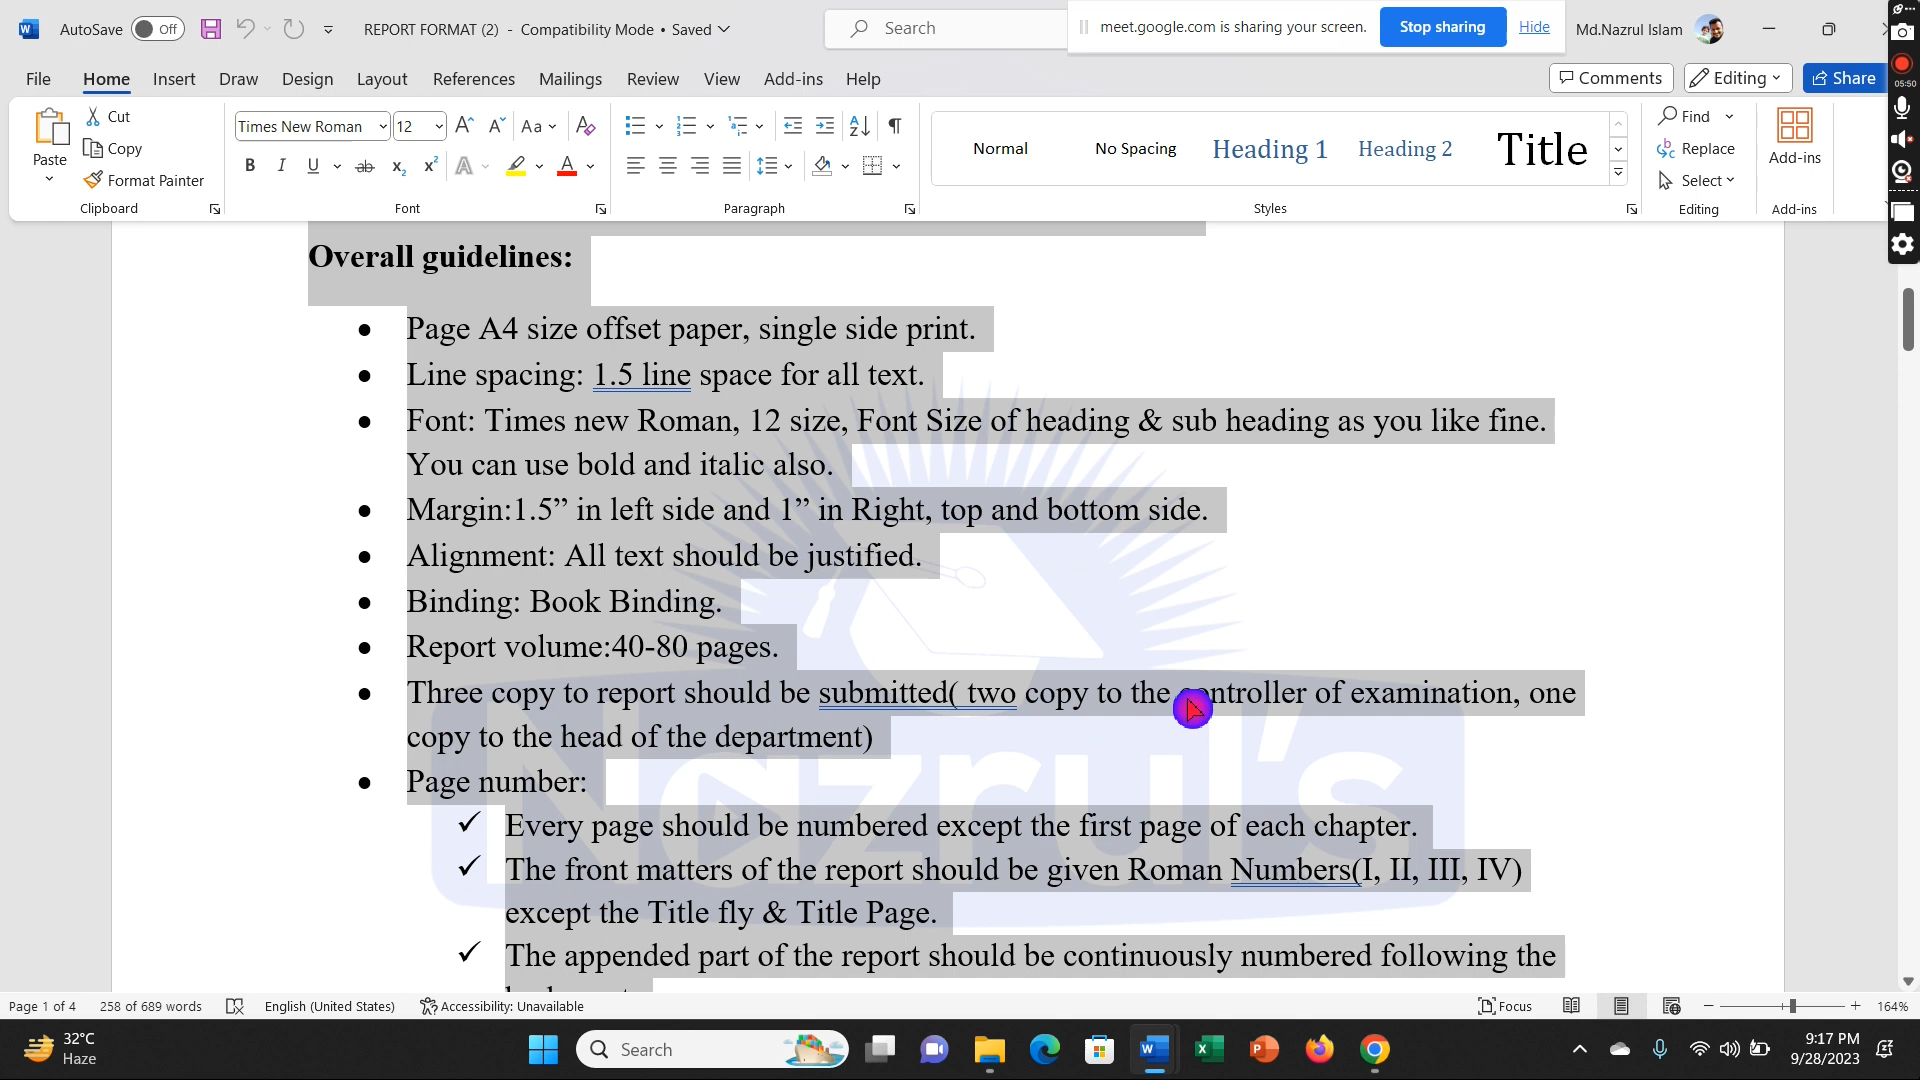 AutoSave Off REPORT FORMAT (2) - Compatibility Mode • Saved Search meet.google.com is sharing your screen. Stop sharing Hide Md.Nazrul Islam
File Home Insert Draw Design Layout References Mailings Review View Add-ins Help Comments Editing Share
05:50
Paste Cut Copy Format Painter
Times New Roman 12 Aa
B I U ab x₂ x² A A
Normal No Spacing Heading 1 Heading 2 Title
Find Replace Select
Add-ins
Clipboard Font Paragraph Styles Editing Add-ins
Overall guidelines:
• Page A4 size offset paper, single side print.
• Line spacing: 1.5 line space for all text.
• Font: Times new Roman, 12 size, Font Size of heading & sub heading as you like fine.
You can use bold and italic also.
• Margin:1.5” in left side and 1” in Right, top and bottom side.
• Alignment: All text should be justified.
• Binding: Book Binding.
• Report volume:40-80 pages.
• Three copy to report should be submitted( two copy to the controller of examination, one
copy to the head of the department)
• Page number:
✓ Every page should be numbered except the first page of each chapter.
✓ The front matters of the report should be given Roman Numbers(I, II, III, IV)
except the Title fly & Title Page.
✓ The appended part of the report should be continuously numbered following the
Nazrul's
Page 1 of 4 258 of 689 words English (United States) Accessibility: Unavailable Focus 164%
32°C
Haze
Search
9:17 PM
9/28/2023